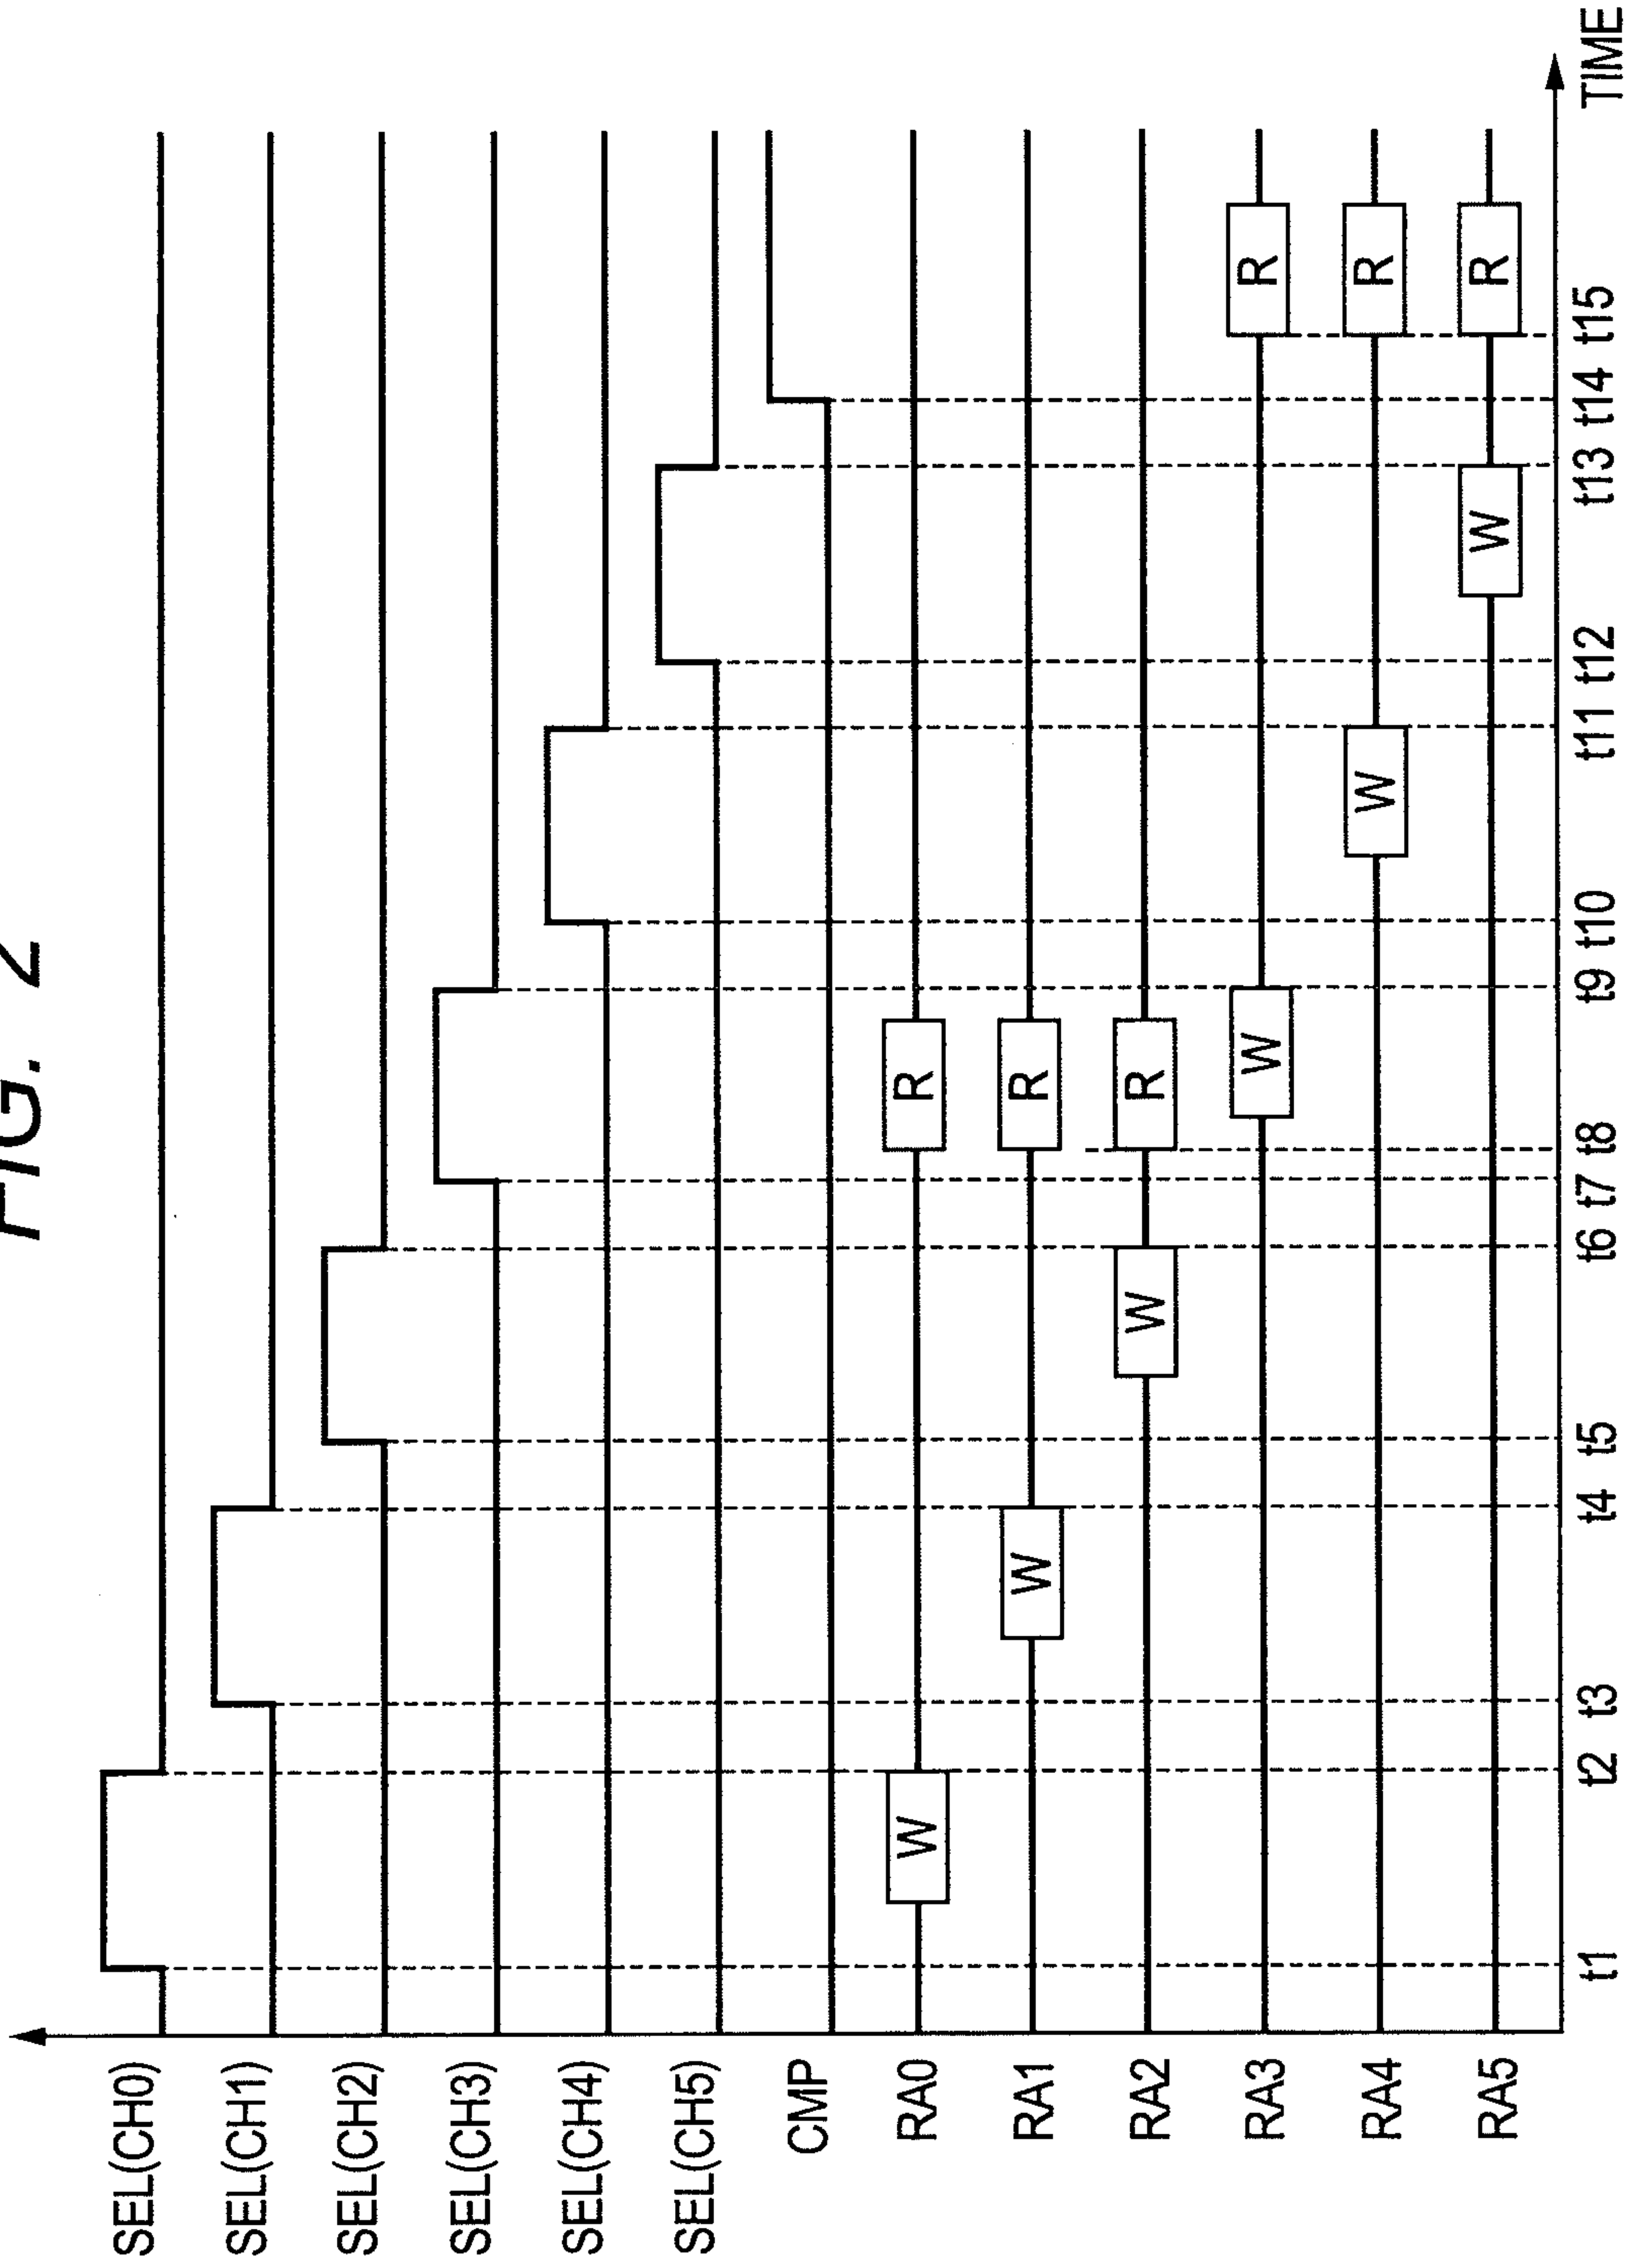 FIG. 2
SEL(CH0)
SEL(CH1)
SEL(CH2)
SEL(CH3)
SEL(CH4)
SEL(CH5)
CMP
RA0 W R
RA1 W R
RA2 W R
RA3 W R
RA4 W R
RA5 W R
t1 t2 t3 t4 t5 t6 t7 t8 t9 t10 t11 t12 t13 t14 t15
TIME